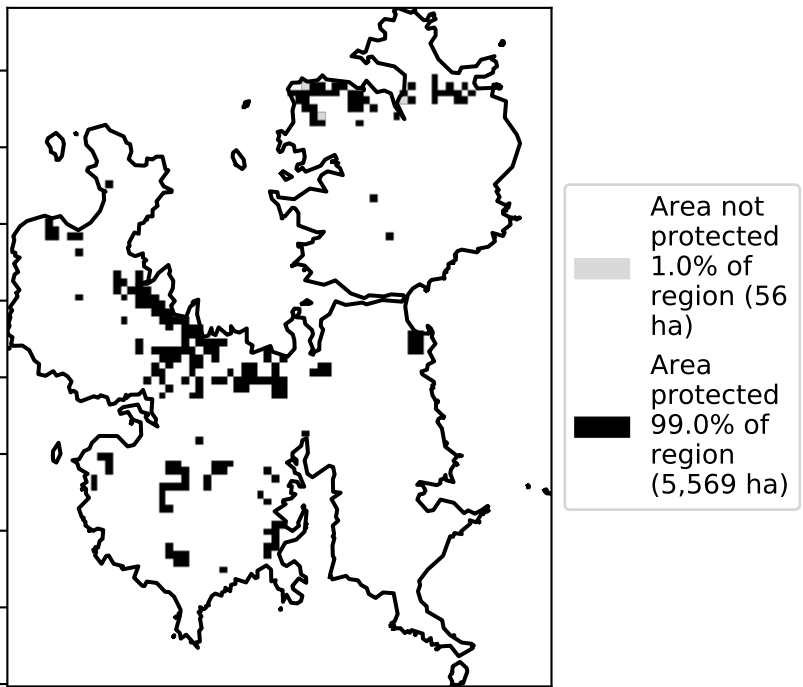 Area not
protected
1.0% of
region (56
ha)
Area
protected
99.0% of
region
(5,569 ha)